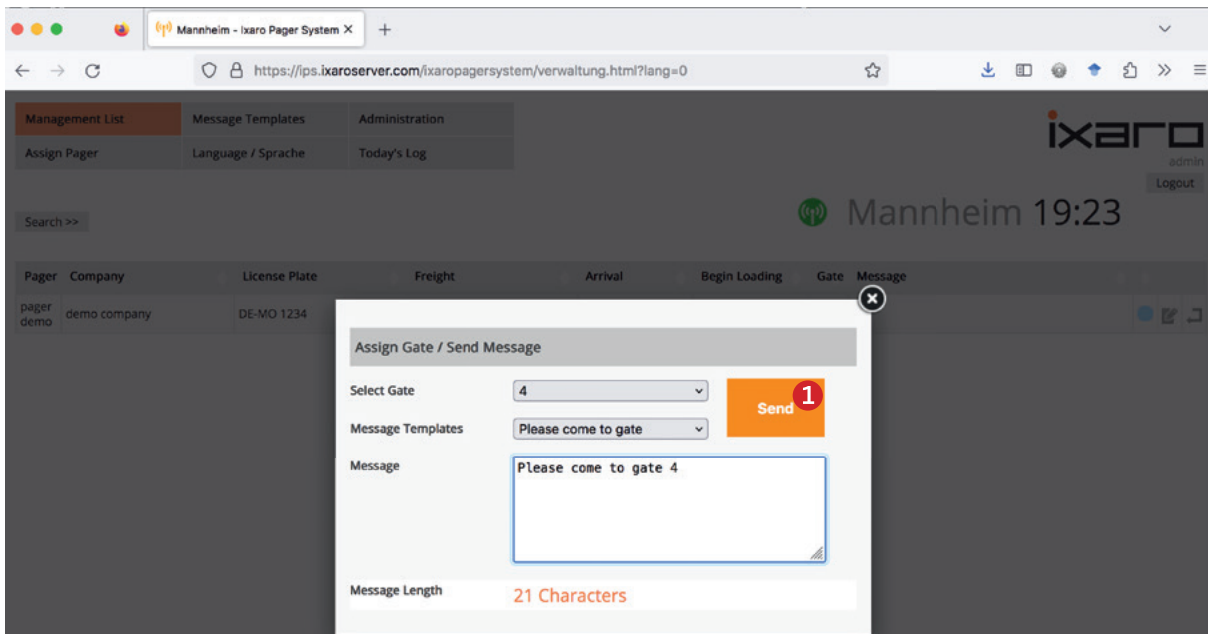 Mannheim - Ixaro Pager System
https://ips.ixaroserver.com/ixaropagersystem/verwaltung.html?lang=0
Management List Message Templates Administration
Assign Pager Language / Sprache Today's Log
ixaro
admin
Logout
Search >>
Mannheim 19:23
Pager Company License Plate Freight Arrival Begin Loading Gate Message
pager demo demo company DE-MO 1234
Assign Gate / Send Message
Select Gate 4
Send 1
Message Templates Please come to gate
Message Please come to gate 4
Message Length 21 Characters